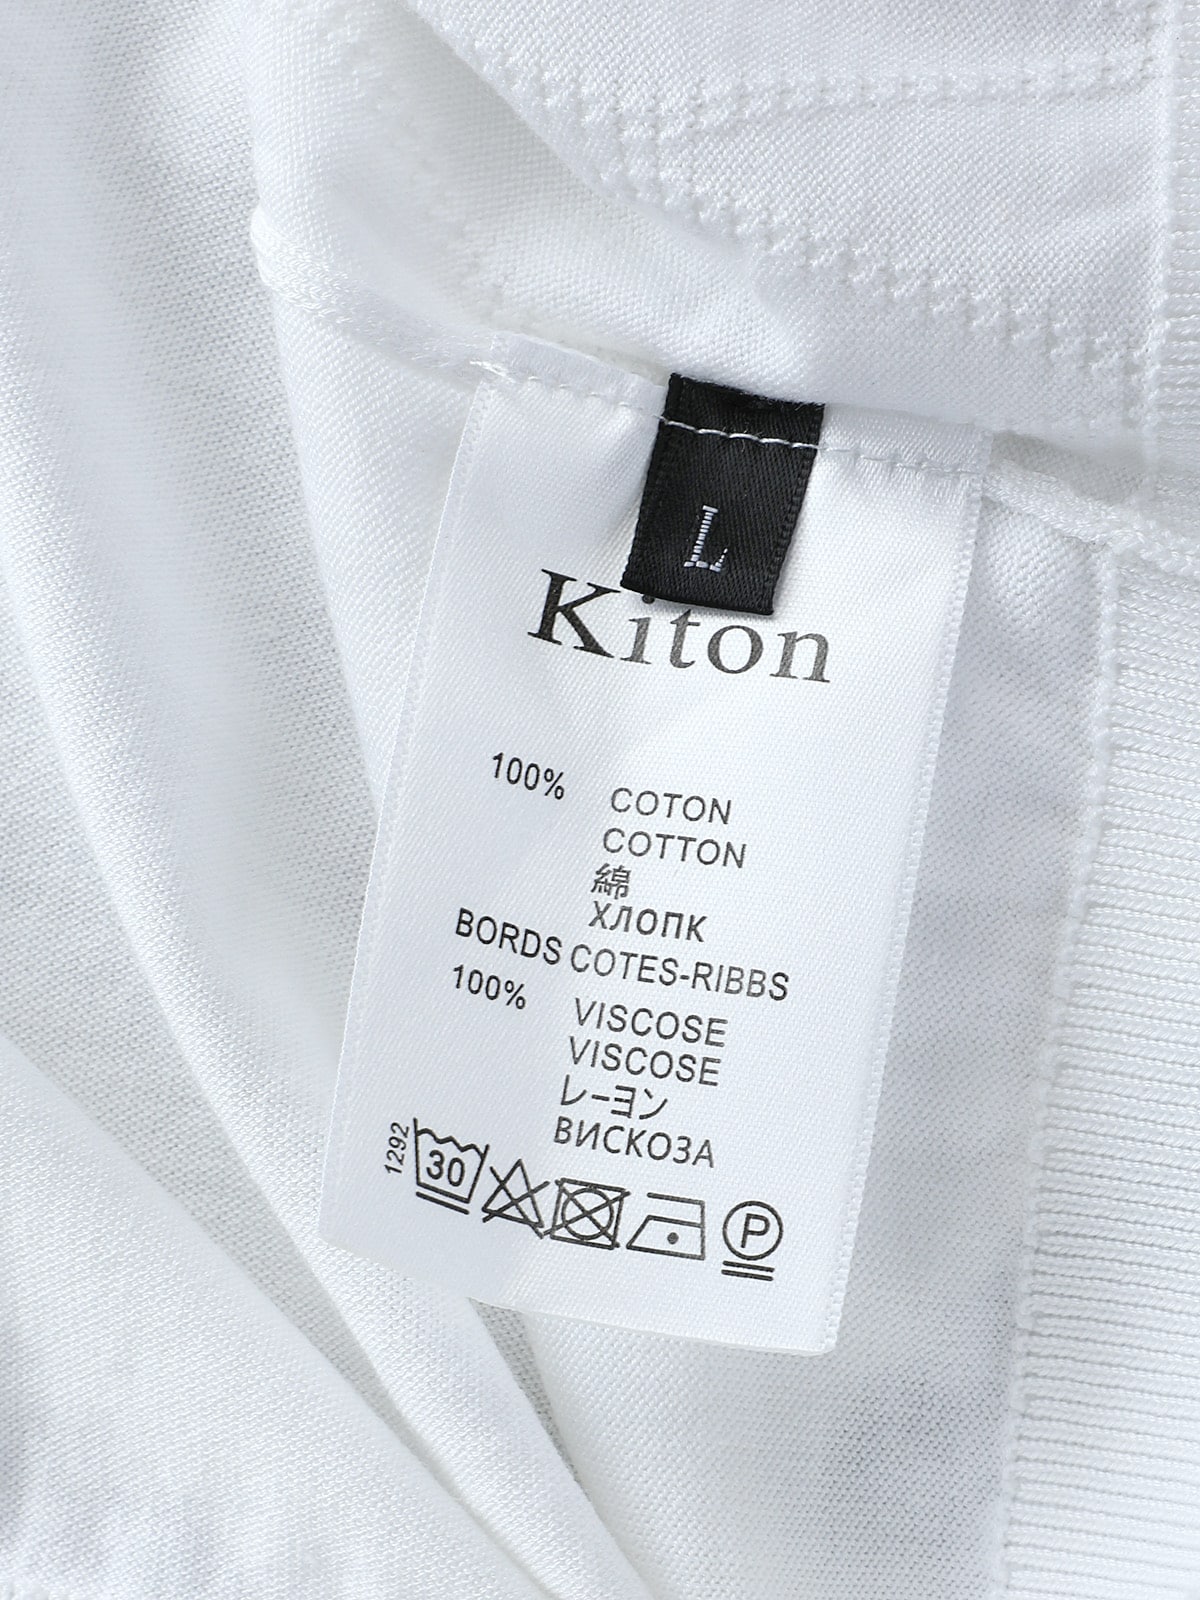 L
Kiton
100% COTON
COTTON
綿
ХЛОПК
BORDS COTES-RIBBS
100% VISCOSE
VISCOSE
レーヨン
ВИСКОЗА
1292
30
P